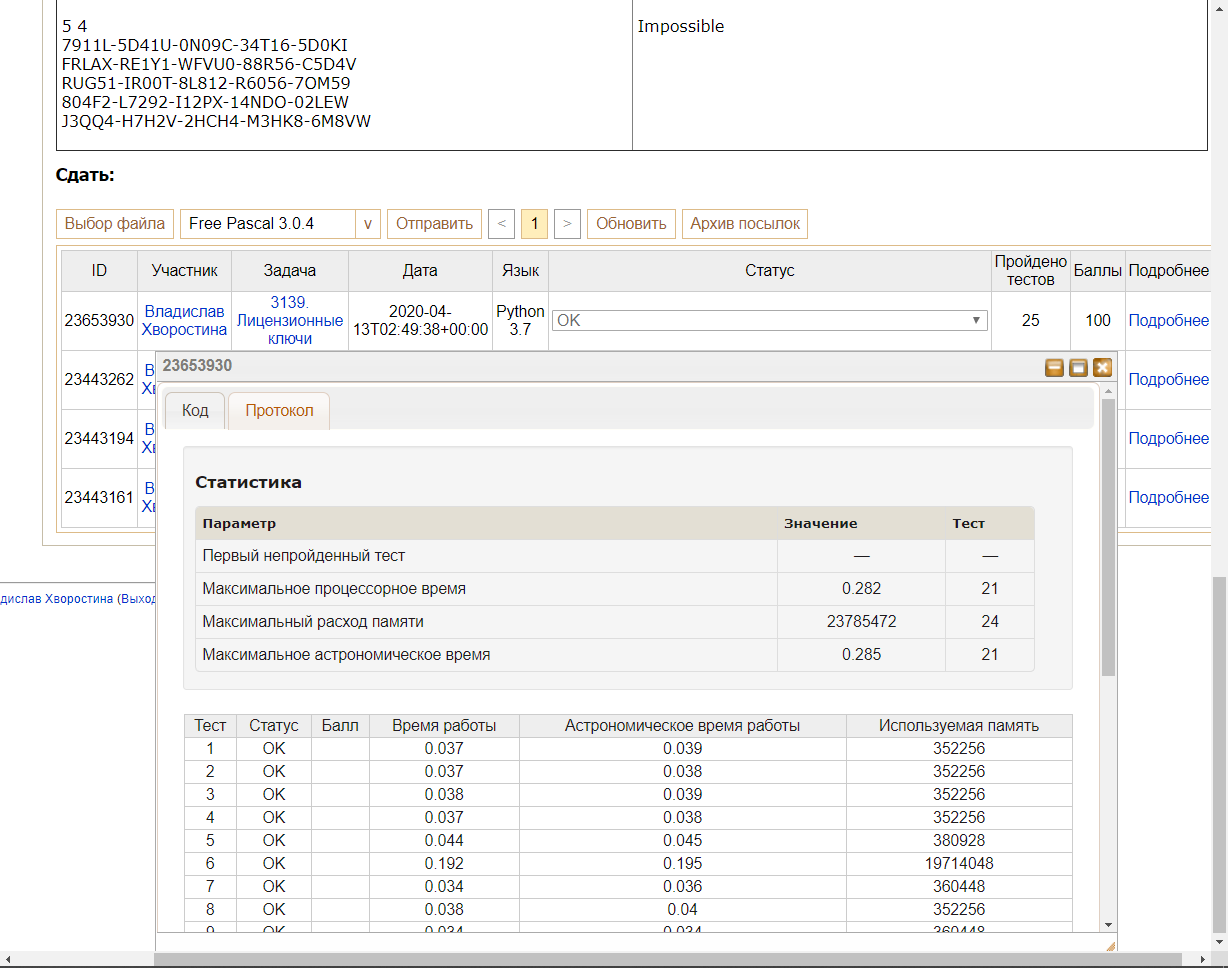 5 4
7911L-5D41U-0N09C-34T16-5D0KI
FRLAX-RE1Y1-WFVU0-88R56-C5D4V
RUG51-IR00T-8L812-R6056-7OM59
804F2-L7292-I12PX-14NDO-02LEW
J3QQ4-H7H2V-2HCH4-M3HK8-6M8VW
Impossible
Сдать:
Выбор файла Free Pascal 3.0.4 v Отправить < 1 > Обновить Архив посылок
ID Участник Задача Дата Язык Статус Пройдено тестов Баллы Подробнее
23653930 Владислав Хворостина 3139. Лицензионные ключи 2020-04-13T02:49:38+00:00 Python 3.7 OK 25 100 Подробнее
23443262 В Хв Подробнее
23443194 В Хв Подробнее
23443161 В Хв Подробнее
23653930
Код Протокол
Статистика
Параметр Значение Тест
Первый непройденный тест — —
Максимальное процессорное время 0.282 21
Максимальный расход памяти 23785472 24
Максимальное астрономическое время 0.285 21
Тест Статус Балл Время работы Астрономическое время работы Используемая память
1 OK 0.037 0.039 352256
2 OK 0.037 0.038 352256
3 OK 0.038 0.039 352256
4 OK 0.037 0.038 352256
5 OK 0.044 0.045 380928
6 OK 0.192 0.195 19714048
7 OK 0.034 0.036 360448
8 OK 0.038 0.04 352256
9 OK 0.034 0.034 360448
дислав Хворостина (Выход